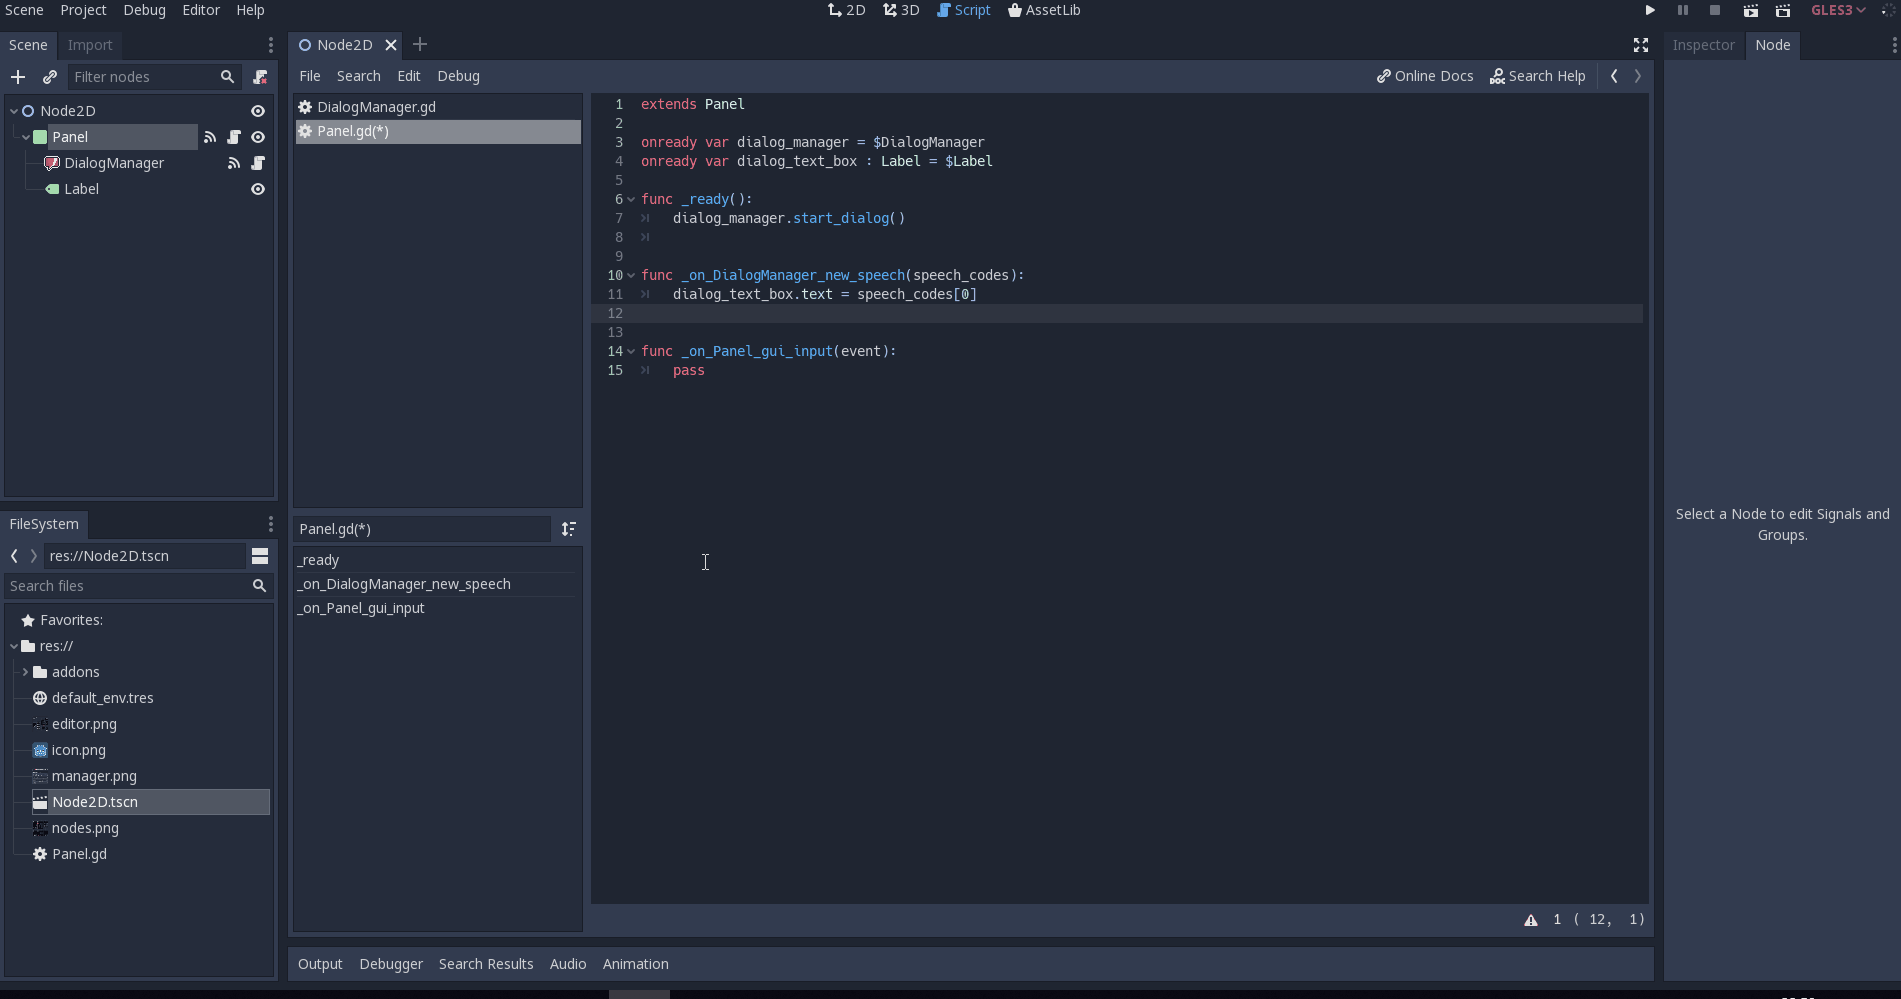 Scene Project Debug Editor Help
2D 3D Script AssetLib
GLES3
Scene Import
Filter nodes
Node2D
Panel
DialogManager
Label
FileSystem
res://Node2D.tscn
Search files
Favorites:
res://
addons
default_env.tres
editor.png
icon.png
manager.png
Node2D.tscn
nodes.png
Panel.gd
Node2D
File Search Edit Debug
Online Docs Search Help
DialogManager.gd
Panel.gd(*)
Panel.gd(*)
_ready
_on_DialogManager_new_speech
_on_Panel_gui_input
1 extends Panel
2
3 onready var dialog_manager = $DialogManager
4 onready var dialog_text_box : Label = $Label
5
6 func _ready():
7 dialog_manager.start_dialog()
8
9
10 func _on_DialogManager_new_speech(speech_codes):
11 dialog_text_box.text = speech_codes[0]
12
13
14 func _on_Panel_gui_input(event):
15 pass
1 ( 12, 1)
Output Debugger Search Results Audio Animation
Inspector Node
Select a Node to edit Signals and
Groups.